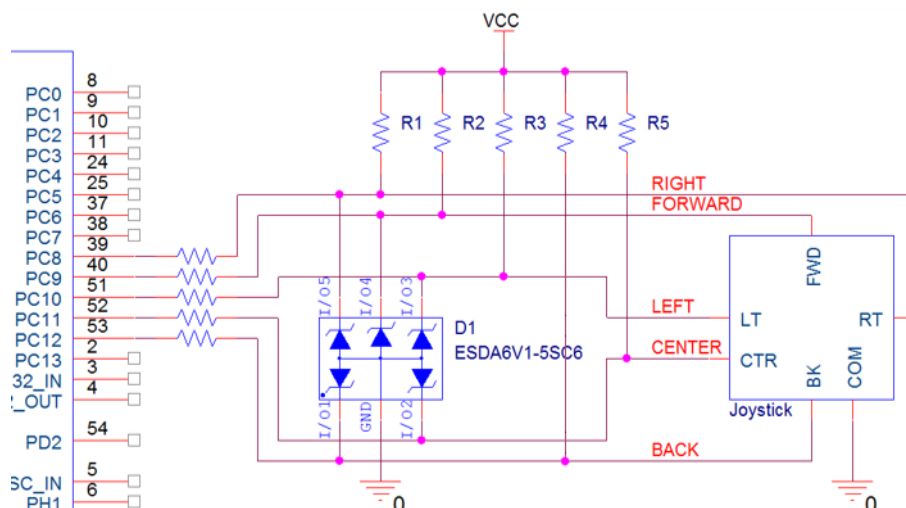 VCC
8
PC0
9
PC1
10
PC2
11
PC3
24
PC4
25
PC5
37
PC6
38
PC7
39
PC8
40
PC9
51
PC10
52
PC11
53
PC12
2
PC13
3
32_IN
4
_OUT
54
PD2
5
SC_IN
6
PH1
R1
R2
R3
R4
R5
RIGHT
FORWARD
LEFT
CENTER
BACK
I/O5
I/O4
I/O3
D1
ESDA6V1-5SC6
I/O1
GND
I/O2
0
FWD
LT
RT
CTR
BK
COM
Joystick
0